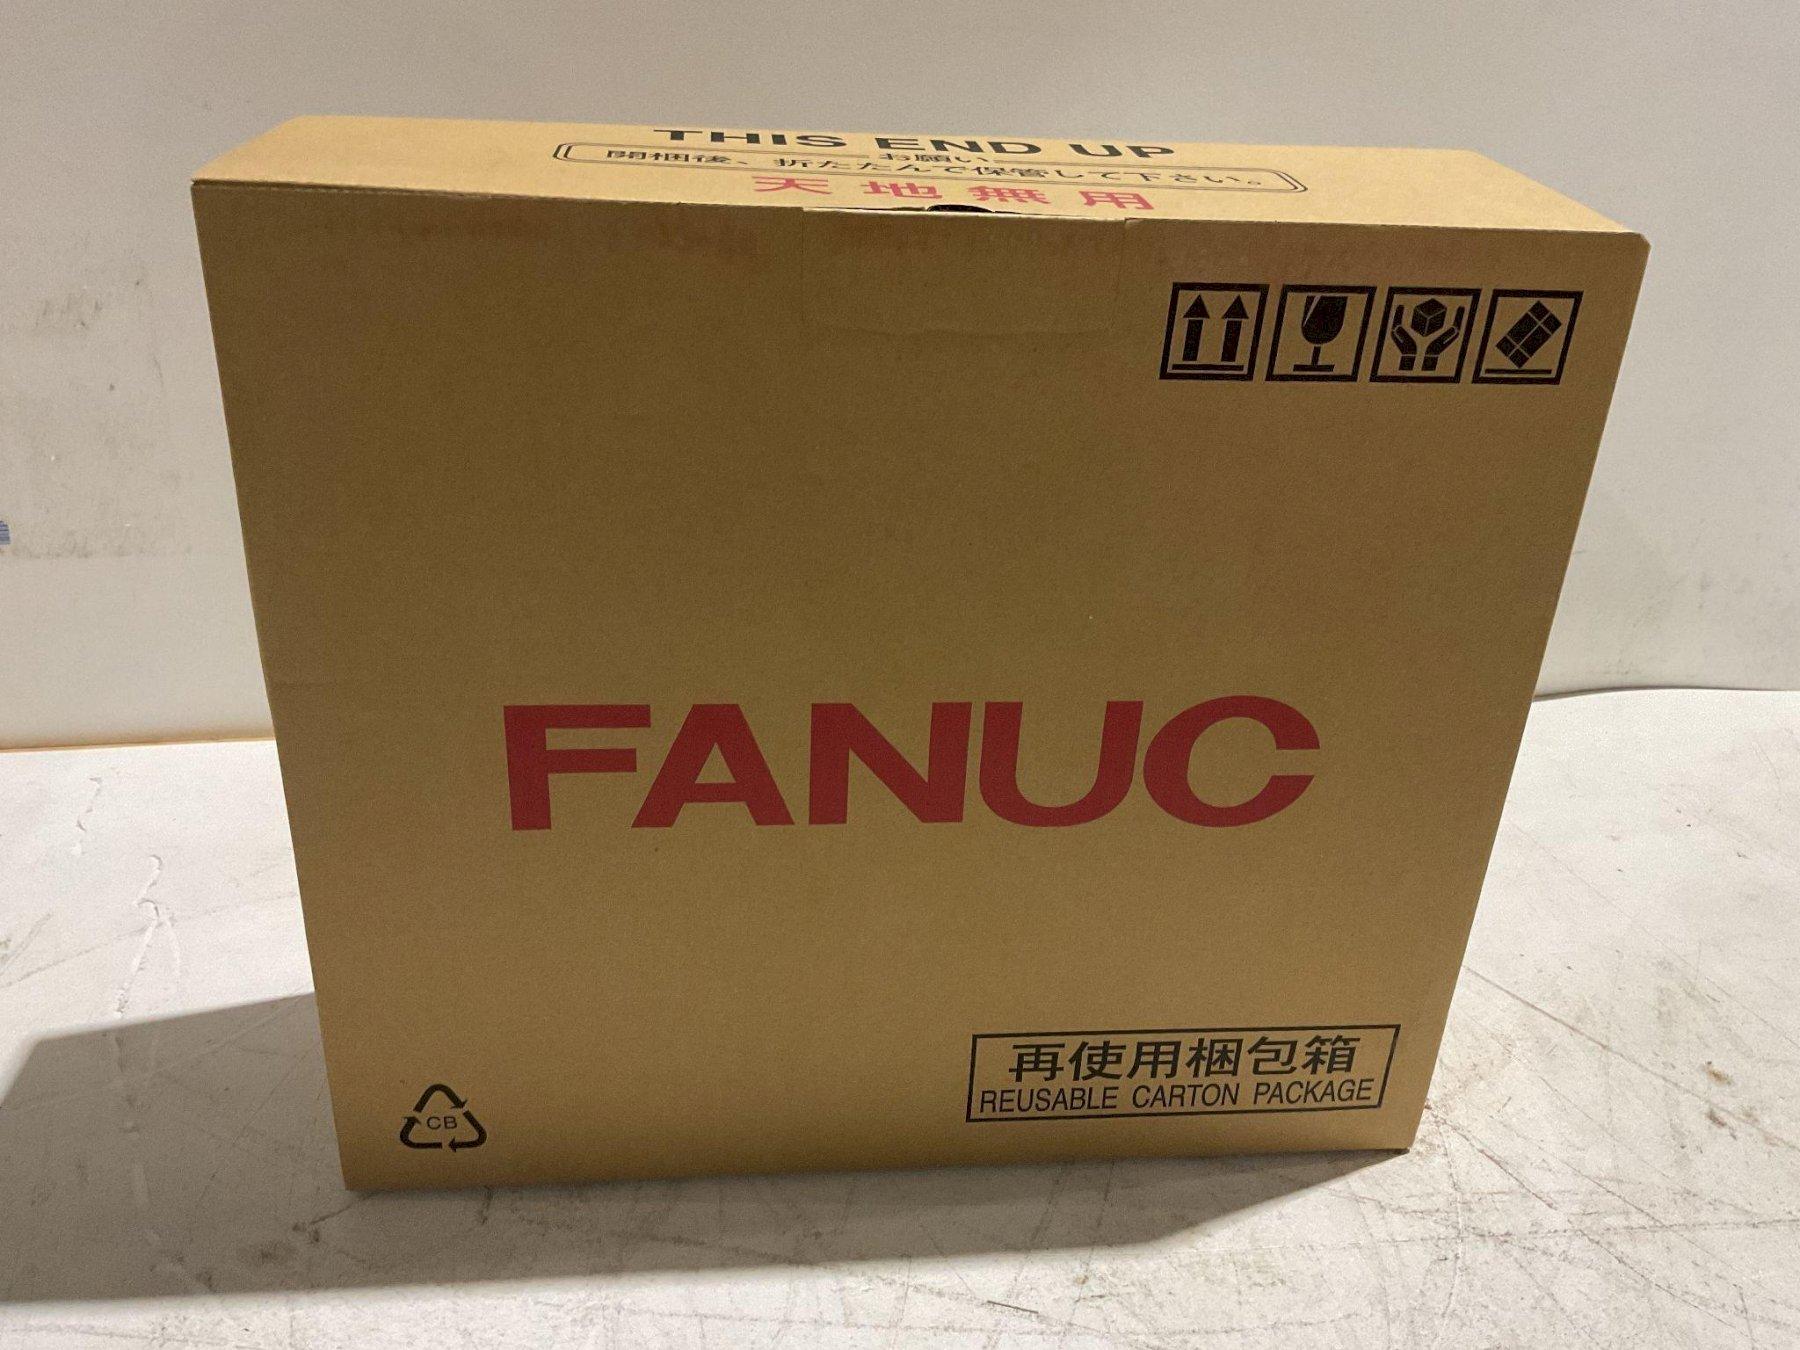 THIS END UP
お願い
開梱後、折たたんで保管して下さい。
天地無用
FANUC
再使用梱包箱
REUSABLE CARTON PACKAGE
CB